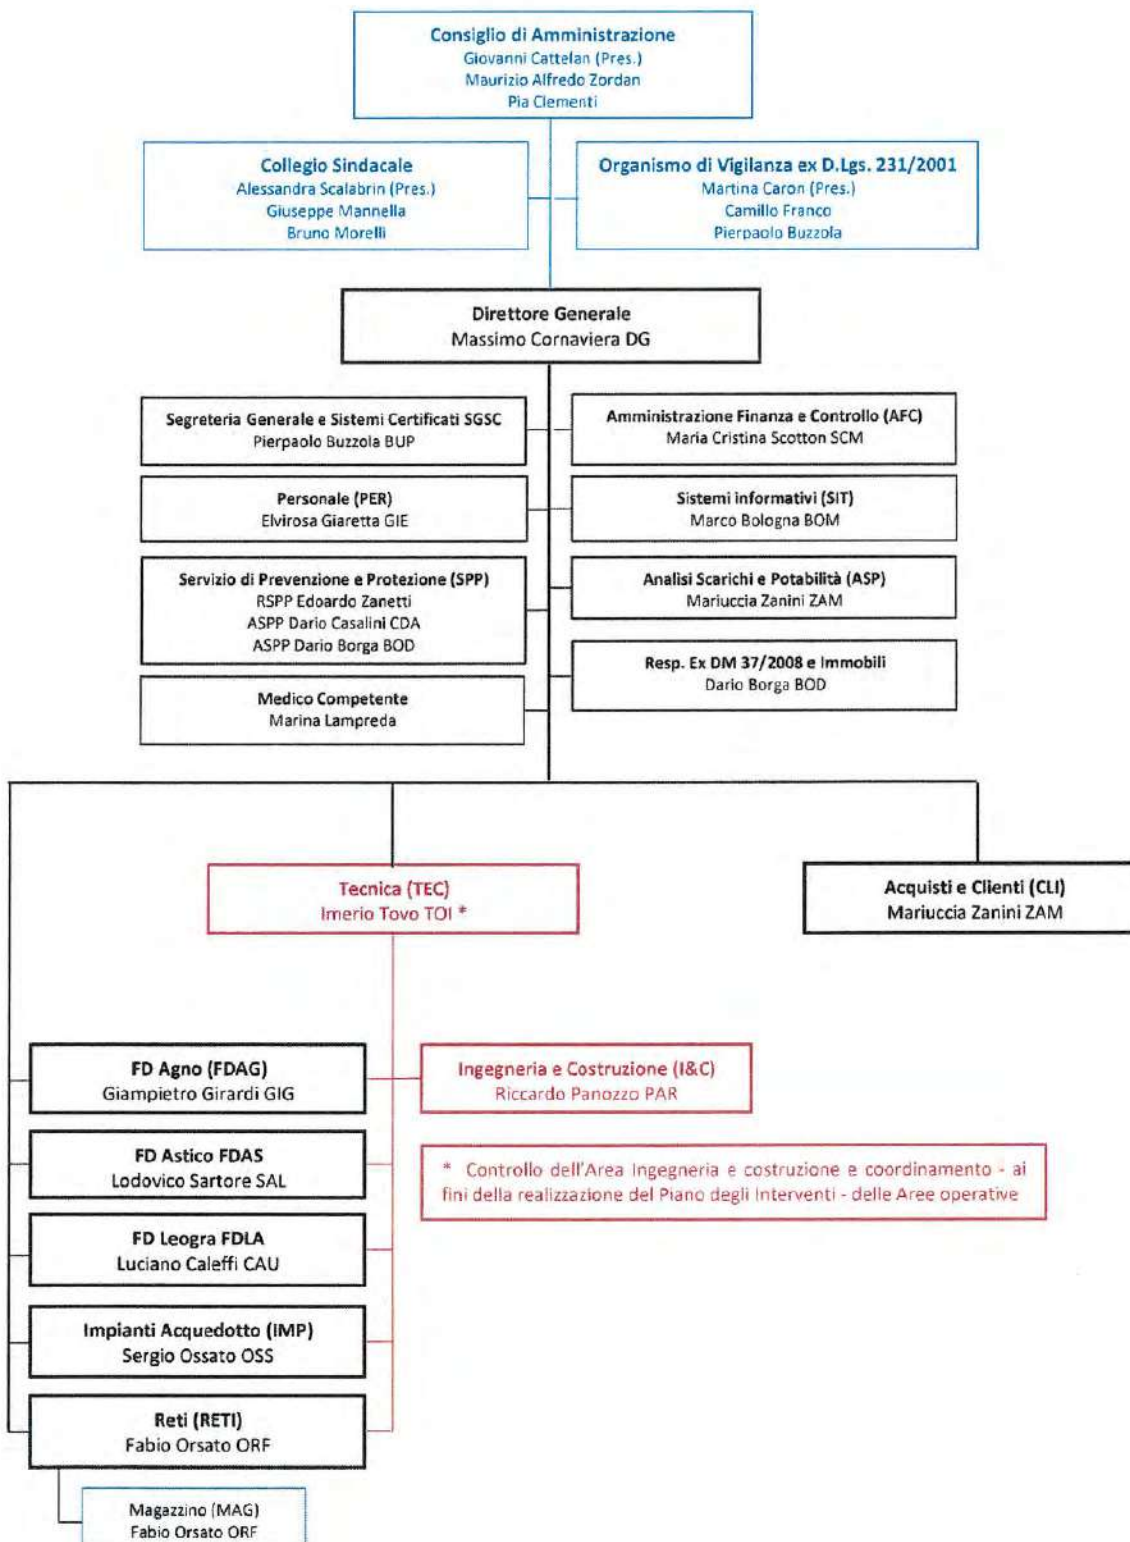 Consiglio di Amministrazione
Giovanni Cattelan (Pres.)
Maurizio Alfredo Zordan
Pia Clementi
Collegio Sindacale
Alessandra Scalabrin (Pres.)
Giuseppe Mannella
Bruno Morelli
Organismo di Vigilanza ex D.Lgs. 231/2001
Martina Caron (Pres.)
Camillo Franco
Pierpaolo Buzzola
Direttore Generale
Massimo Cornaviera DG
Segreteria Generale e Sistemi Certificati SGSC
Pierpaolo Buzzola BUP
Amministrazione Finanza e Controllo (AFC)
Maria Cristina Scotton SCM
Personale (PER)
Elvirosa Giaretta GIE
Sistemi informativi (SIT)
Marco Bologna BOM
Servizio di Prevenzione e Protezione (SPP)
RSPP Edoardo Zanetti
ASPP Dario Casalini CDA
ASPP Dario Borga BOD
Analisi Scarichi e Potabilità (ASP)
Mariuccia Zanini ZAM
Resp. Ex DM 37/2008 e Immobili
Dario Borga BOD
Medico Competente
Marina Lampreda
Tecnica (TEC)
Imerio Tovo TOI *
Acquisti e Clienti (CLI)
Mariuccia Zanini ZAM
FD Agno (FDAG)
Giampietro Girardi GIG
Ingegneria e Costruzione (I&C)
Riccardo Panozzo PAR
FD Astico FDAS
Lodovico Sartore SAL
* Controllo dell'Area Ingegneria e costruzione e coordinamento - ai
fini della realizzazione del Piano degli Interventi - delle Aree operative
FD Leogra FDLA
Luciano Caleffi CAU
Impianti Acquedotto (IMP)
Sergio Ossato OSS
Reti (RETI)
Fabio Orsato ORF
Magazzino (MAG)
Fabio Orsato ORF